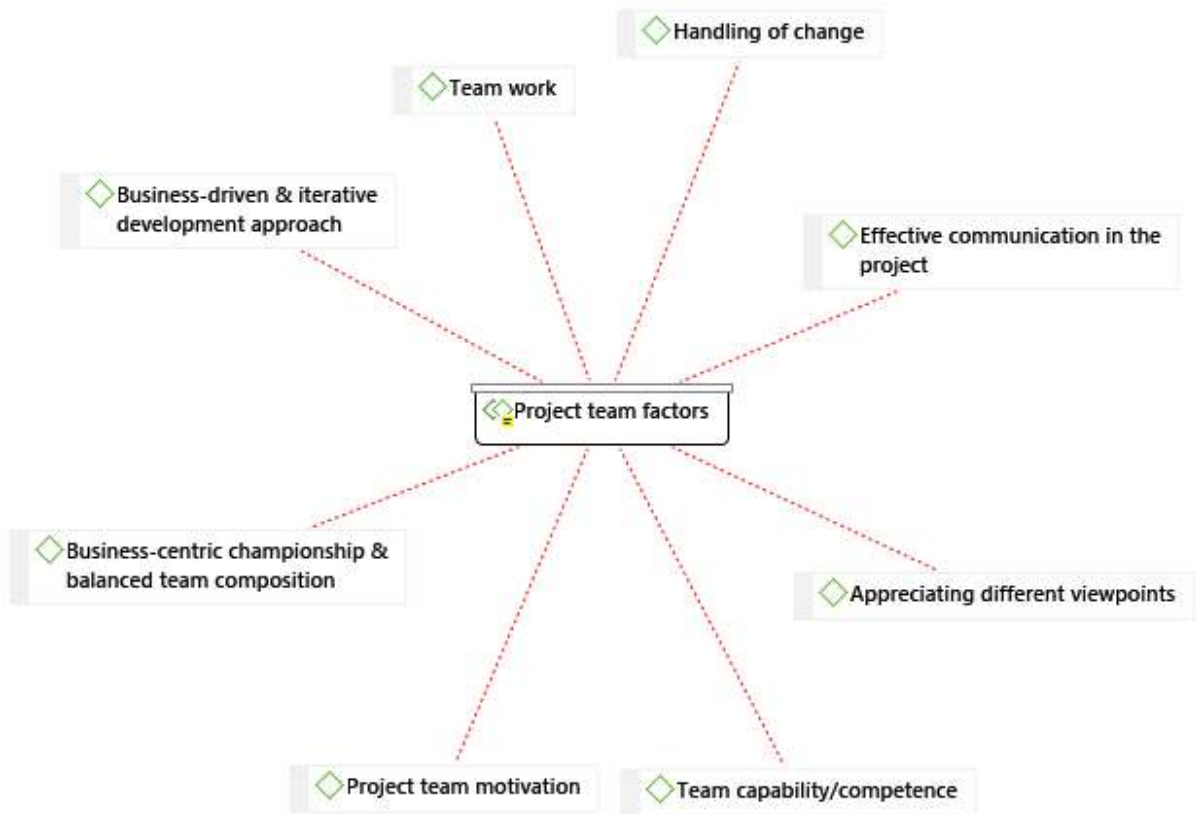 Handling of change
Team work
Business-driven & iterative
development approach
Effective communication in the
project
Project team factors
Business-centric championship &
balanced team composition
Appreciating different viewpoints
Project team motivation
Team capability/competence